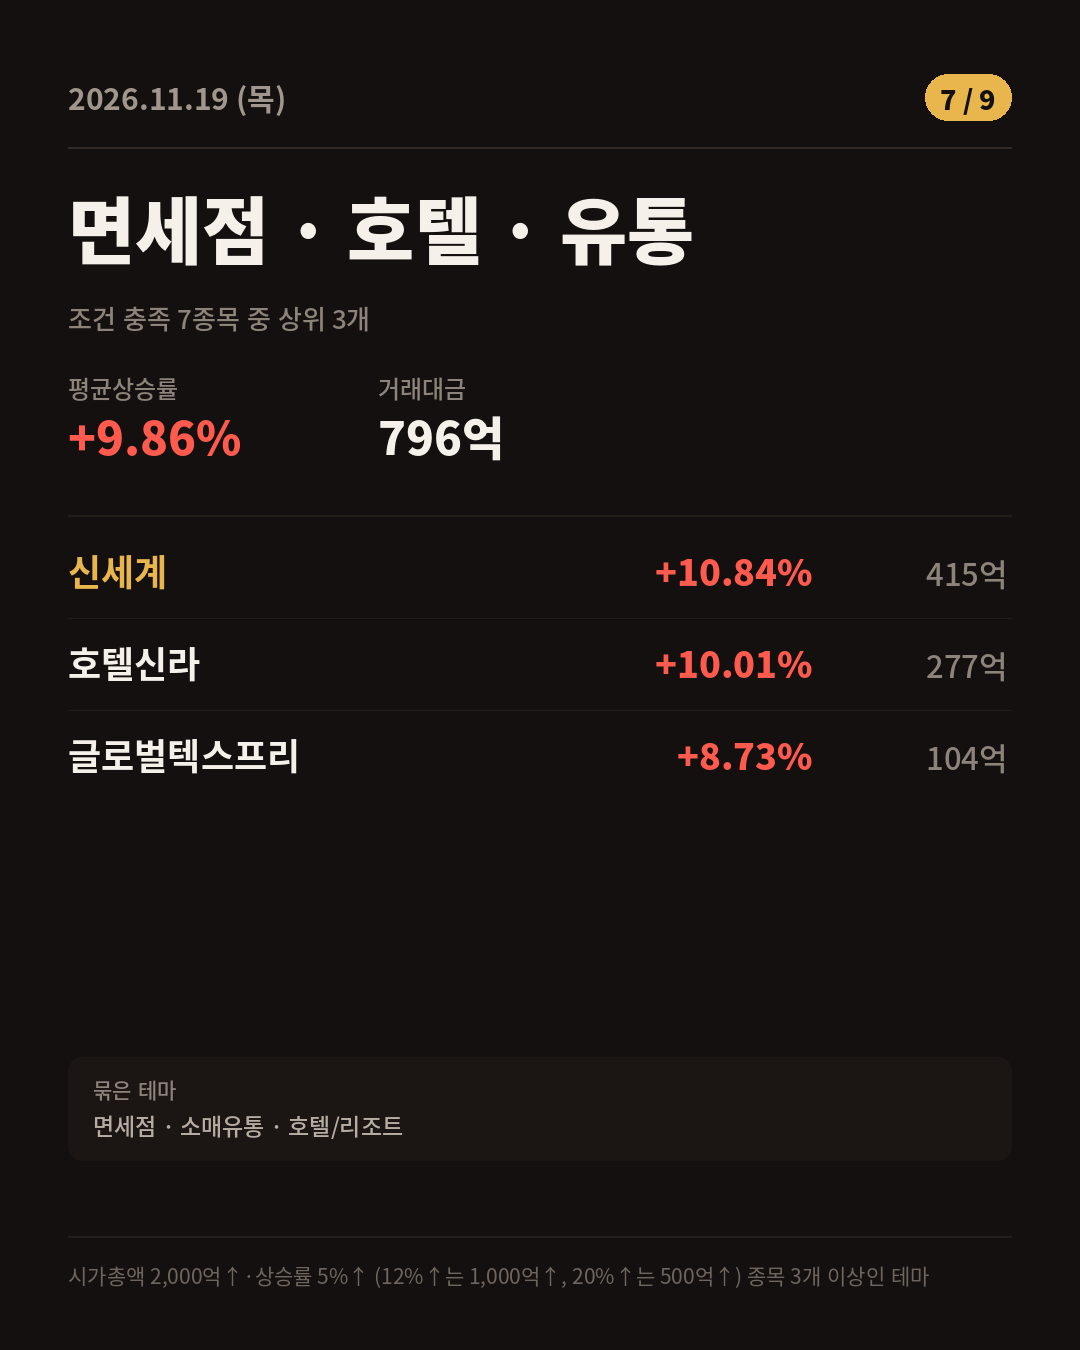 2026.11.19 (목)
7 / 9
면세점 · 호텔 · 유통
조건 충족 7종목 중 상위 3개
평균상승률 거래대금
+9.86% 796억
신세계 +10.84% 415억
호텔신라 +10.01% 277억
글로벌텍스프리 +8.73% 104억
묶은 테마
면세점 · 소매유통 · 호텔/리조트
시가총액 2,000억↑ · 상승률 5%↑ (12%↑는 1,000억↑, 20%↑는 500억↑) 종목 3개 이상인 테마